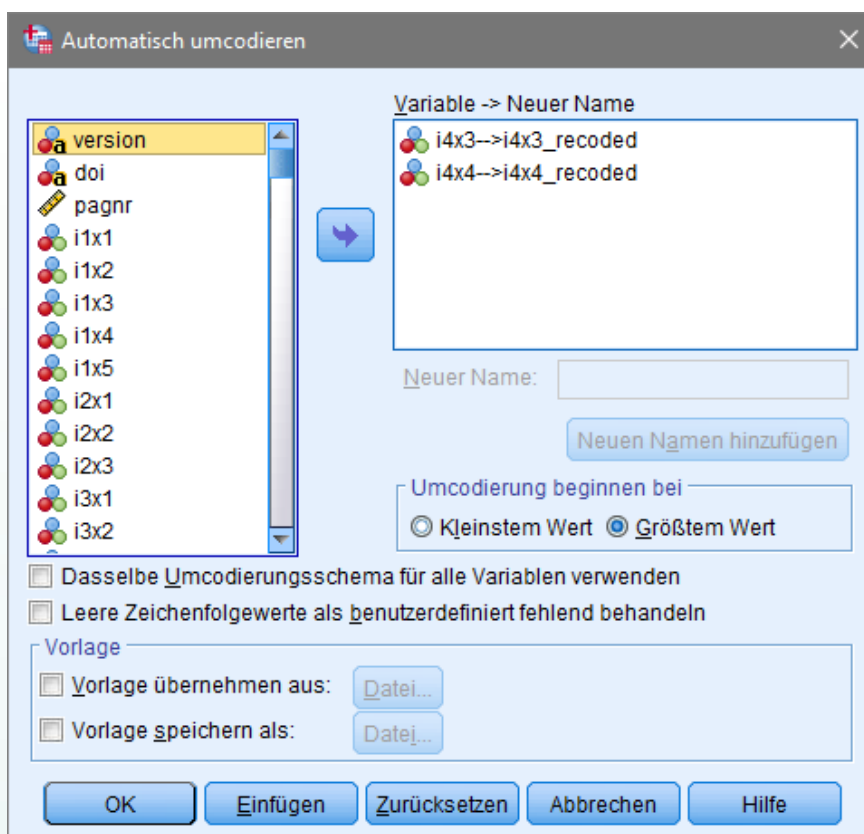 Automatisch umcodieren
version
doi
pagnr
i1x1
i1x2
i1x3
i1x4
i1x5
i2x1
i2x2
i2x3
i3x1
i3x2
Variable -> Neuer Name
i4x3-->i4x3_recoded
i4x4-->i4x4_recoded
Neuer Name:
Neuen Namen hinzufügen
Umcodierung beginnen bei
Kleinstem Wert Größtem Wert
Dasselbe Umcodierungsschema für alle Variablen verwenden
Leere Zeichenfolgewerte als benutzerdefiniert fehlend behandeln
Vorlage
Vorlage übernehmen aus: Datei...
Vorlage speichern als: Datei...
OK Einfügen Zurücksetzen Abbrechen Hilfe